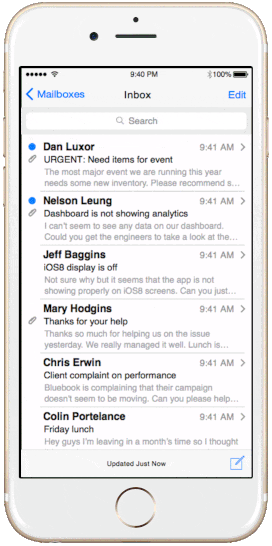 9:40 PM 100%
Mailboxes Inbox Edit
Search
Dan Luxor 9:41 AM
URGENT: Need items for event
The most major event we are running this year
needs some new inventory. Please recommend s...
Nelson Leung 9:41 AM
Dashboard is not showing analytics
I can't seem to see any data on our dashboard.
Could you get the engineers to take a look at the...
Jeff Baggins 9:41 AM
iOS8 display is off
Not sure why but it seems that the app is not
showing properly on iOS8 screens. Can you just...
Mary Hodgins 9:41 AM
Thanks for your help
Thanks so much for helping us on the issue
yesterday. We really managed it well. Lunch is...
Chris Erwin 9:41 AM
Client complaint on performance
Bluebook is complaining that their campaign
doesn't seem to be moving. Can you please help...
Colin Portelance 9:41 AM
Friday lunch
Hey guys I'm leaving in a month's time so I thought
Updated Just Now